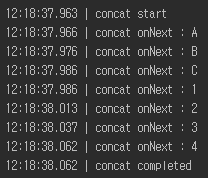 12:18:37.963 | concat start
12:18:37.966 | concat onNext : A
12:18:37.976 | concat onNext : B
12:18:37.986 | concat onNext : C
12:18:37.986 | concat onNext : 1
12:18:38.013 | concat onNext : 2
12:18:38.037 | concat onNext : 3
12:18:38.062 | concat onNext : 4
12:18:38.062 | concat completed